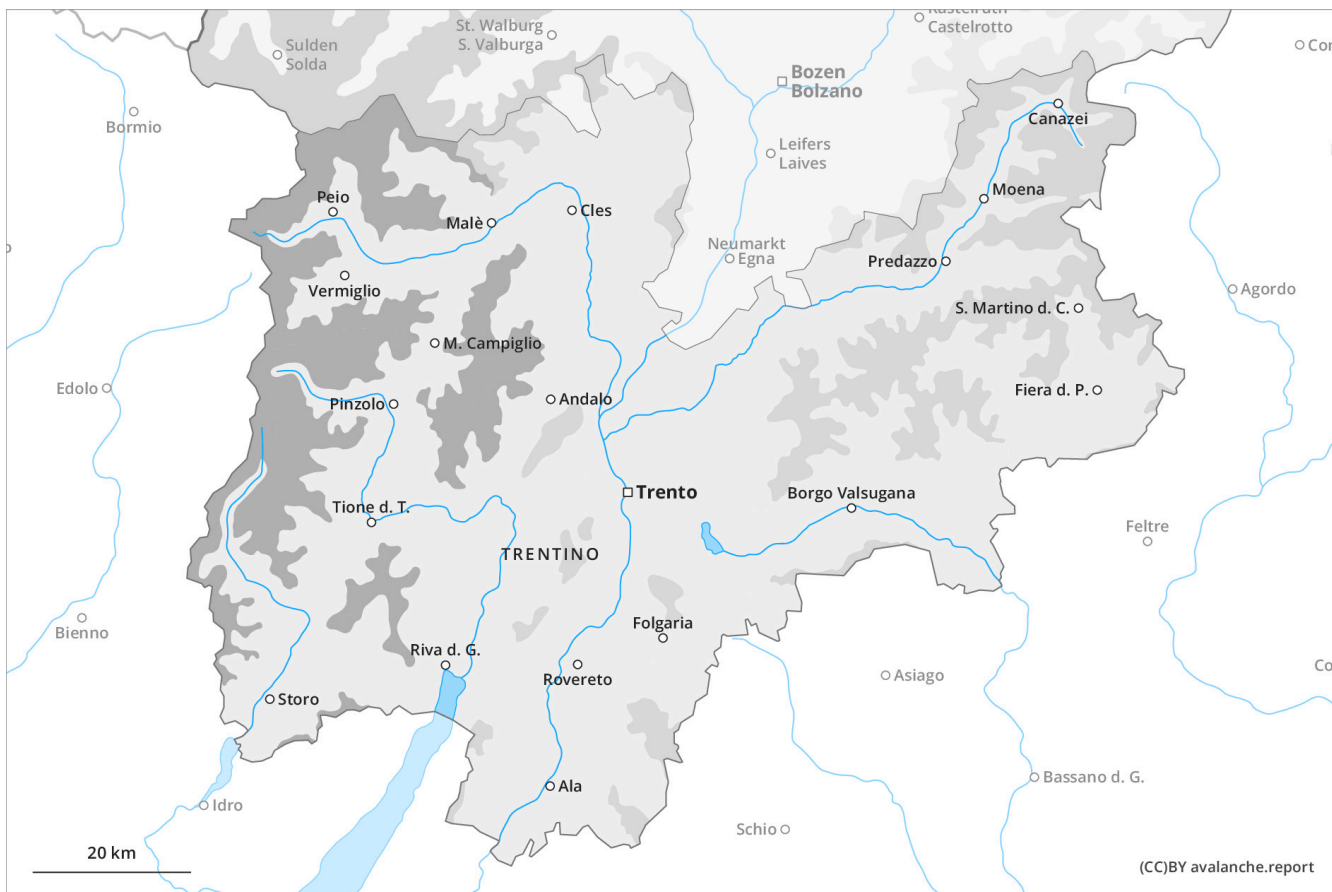 Kastelruth
Castelrotto
St. Walburg
S. Valburga
Sulden
Solda
Bozen
Bolzano
Canazei
Bormio
Leifers
Laives
Moena
Peio
Malè
Cles
Neumarkt
Egna
Predazzo
Vermiglio
Agordo
S. Martino d. C.
M. Campiglio
Edolo
Pinzolo
Andalo
Fiera d. P.
Trento
Borgo Valsugana
Tione d. T.
Feltre
TRENTINO
Bienno
Folgaria
Riva d. G.
Rovereto
Asiago
Storo
Bassano d. G.
Ala
Idro
Schio
20 km
(CC)BY avalanche.report